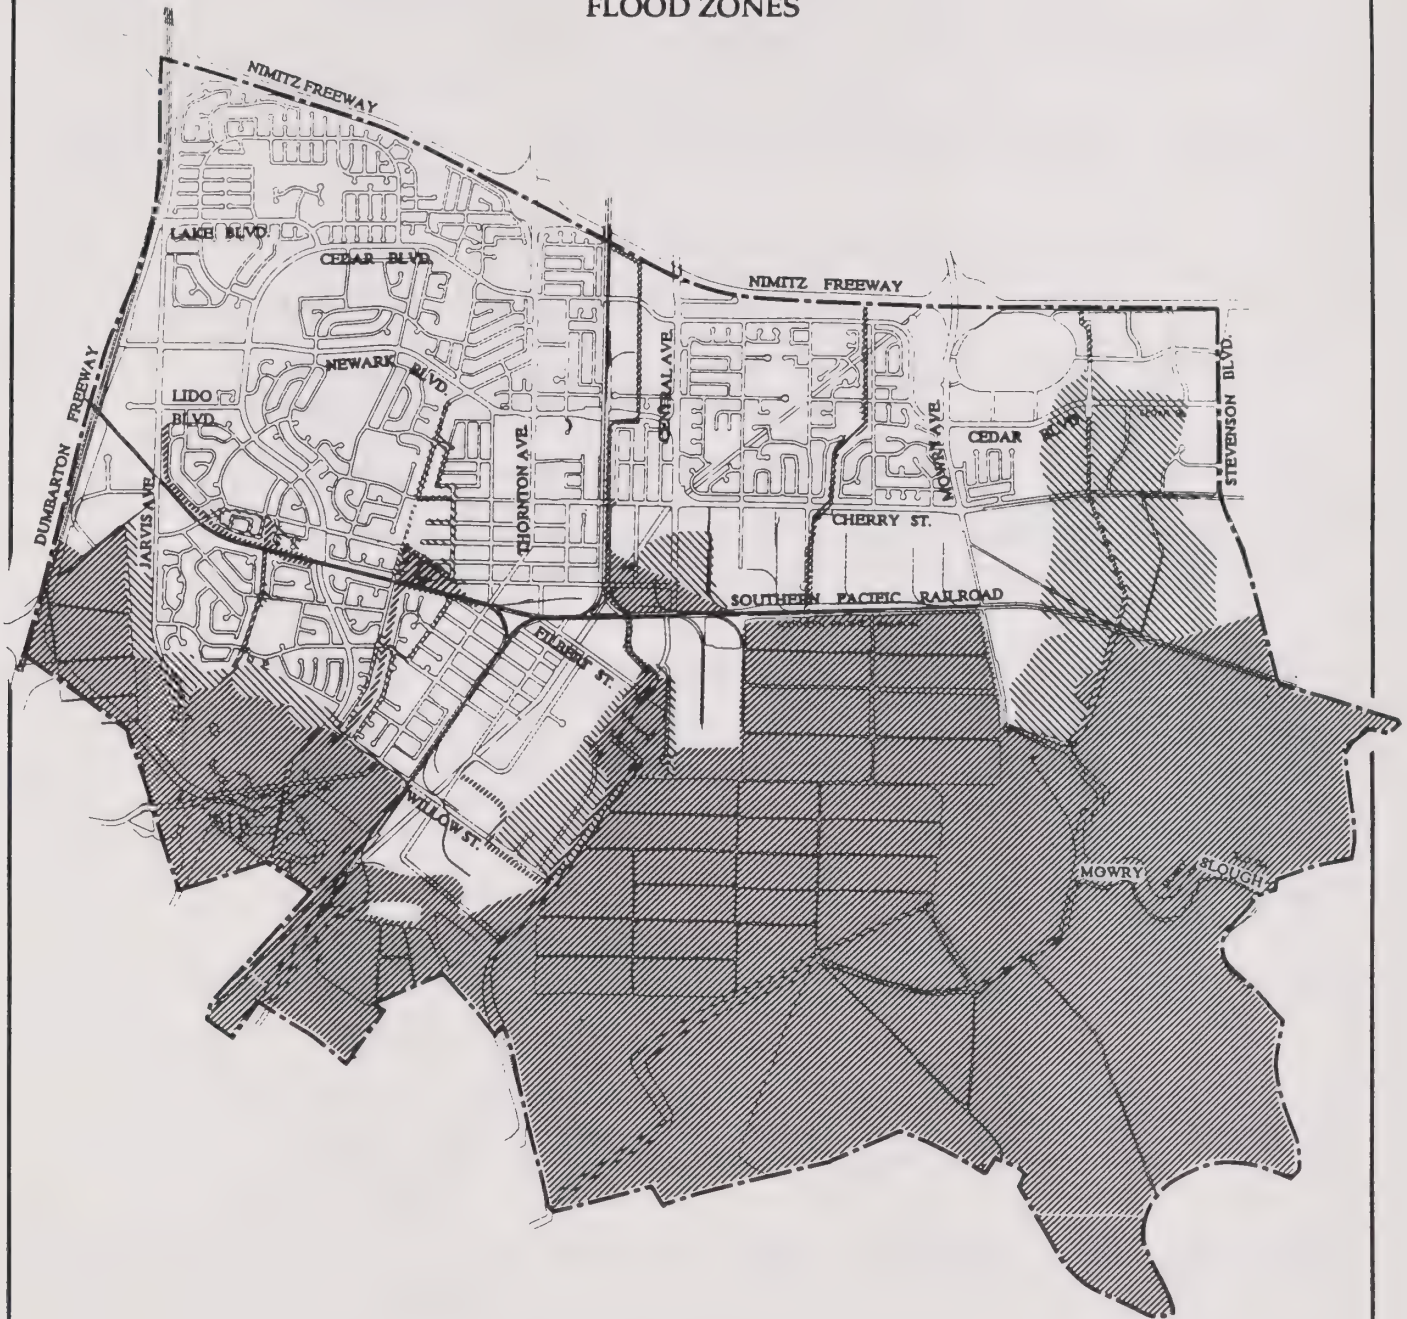 FLOOD ZONES
NIMITZ FREEWAY
LAKE BLVD.
CEDAR BLVD.
NIMITZ FREEWAY
NEWARK BLVD.
LIDO
BLVD.
CENTRAL AVE.
STEVENSON BLVD.
DUMBARTON FREEWAY
THORNTON AVE.
MOWRY AVE.
CEDAR BLVD.
JARVIS AVE.
CHERRY ST.
SOUTHERN PACIFIC RAILROAD
FILBERT ST.
WILLOW ST.
MOWRY SLOUGH